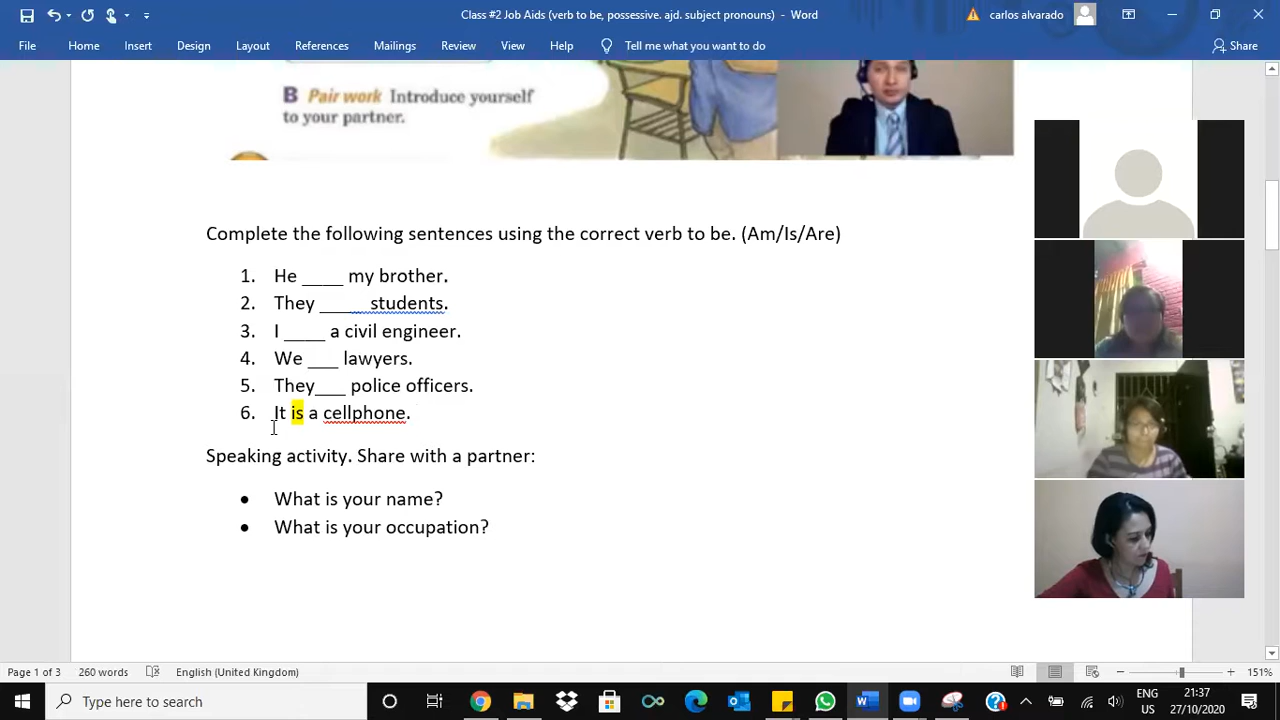 Class #2 Job Aids (verb to be, possessive. ajd. subject pronouns) - Word
carlos alvarado
File Home Insert Design Layout References Mailings Review View Help Tell me what you want to do Share
B Pair work Introduce yourself
to your partner.
Complete the following sentences using the correct verb to be. (Am/Is/Are)
1. He ____ my brother.
2. They ____ students.
3. I ____ a civil engineer.
4. We ___ lawyers.
5. They___ police officers.
6. It is a cellphone.
Speaking activity. Share with a partner:
• What is your name?
• What is your occupation?
Page 1 of 3 260 words English (United Kingdom) 151%
Type here to search
ENG
US
21:37
27/10/2020